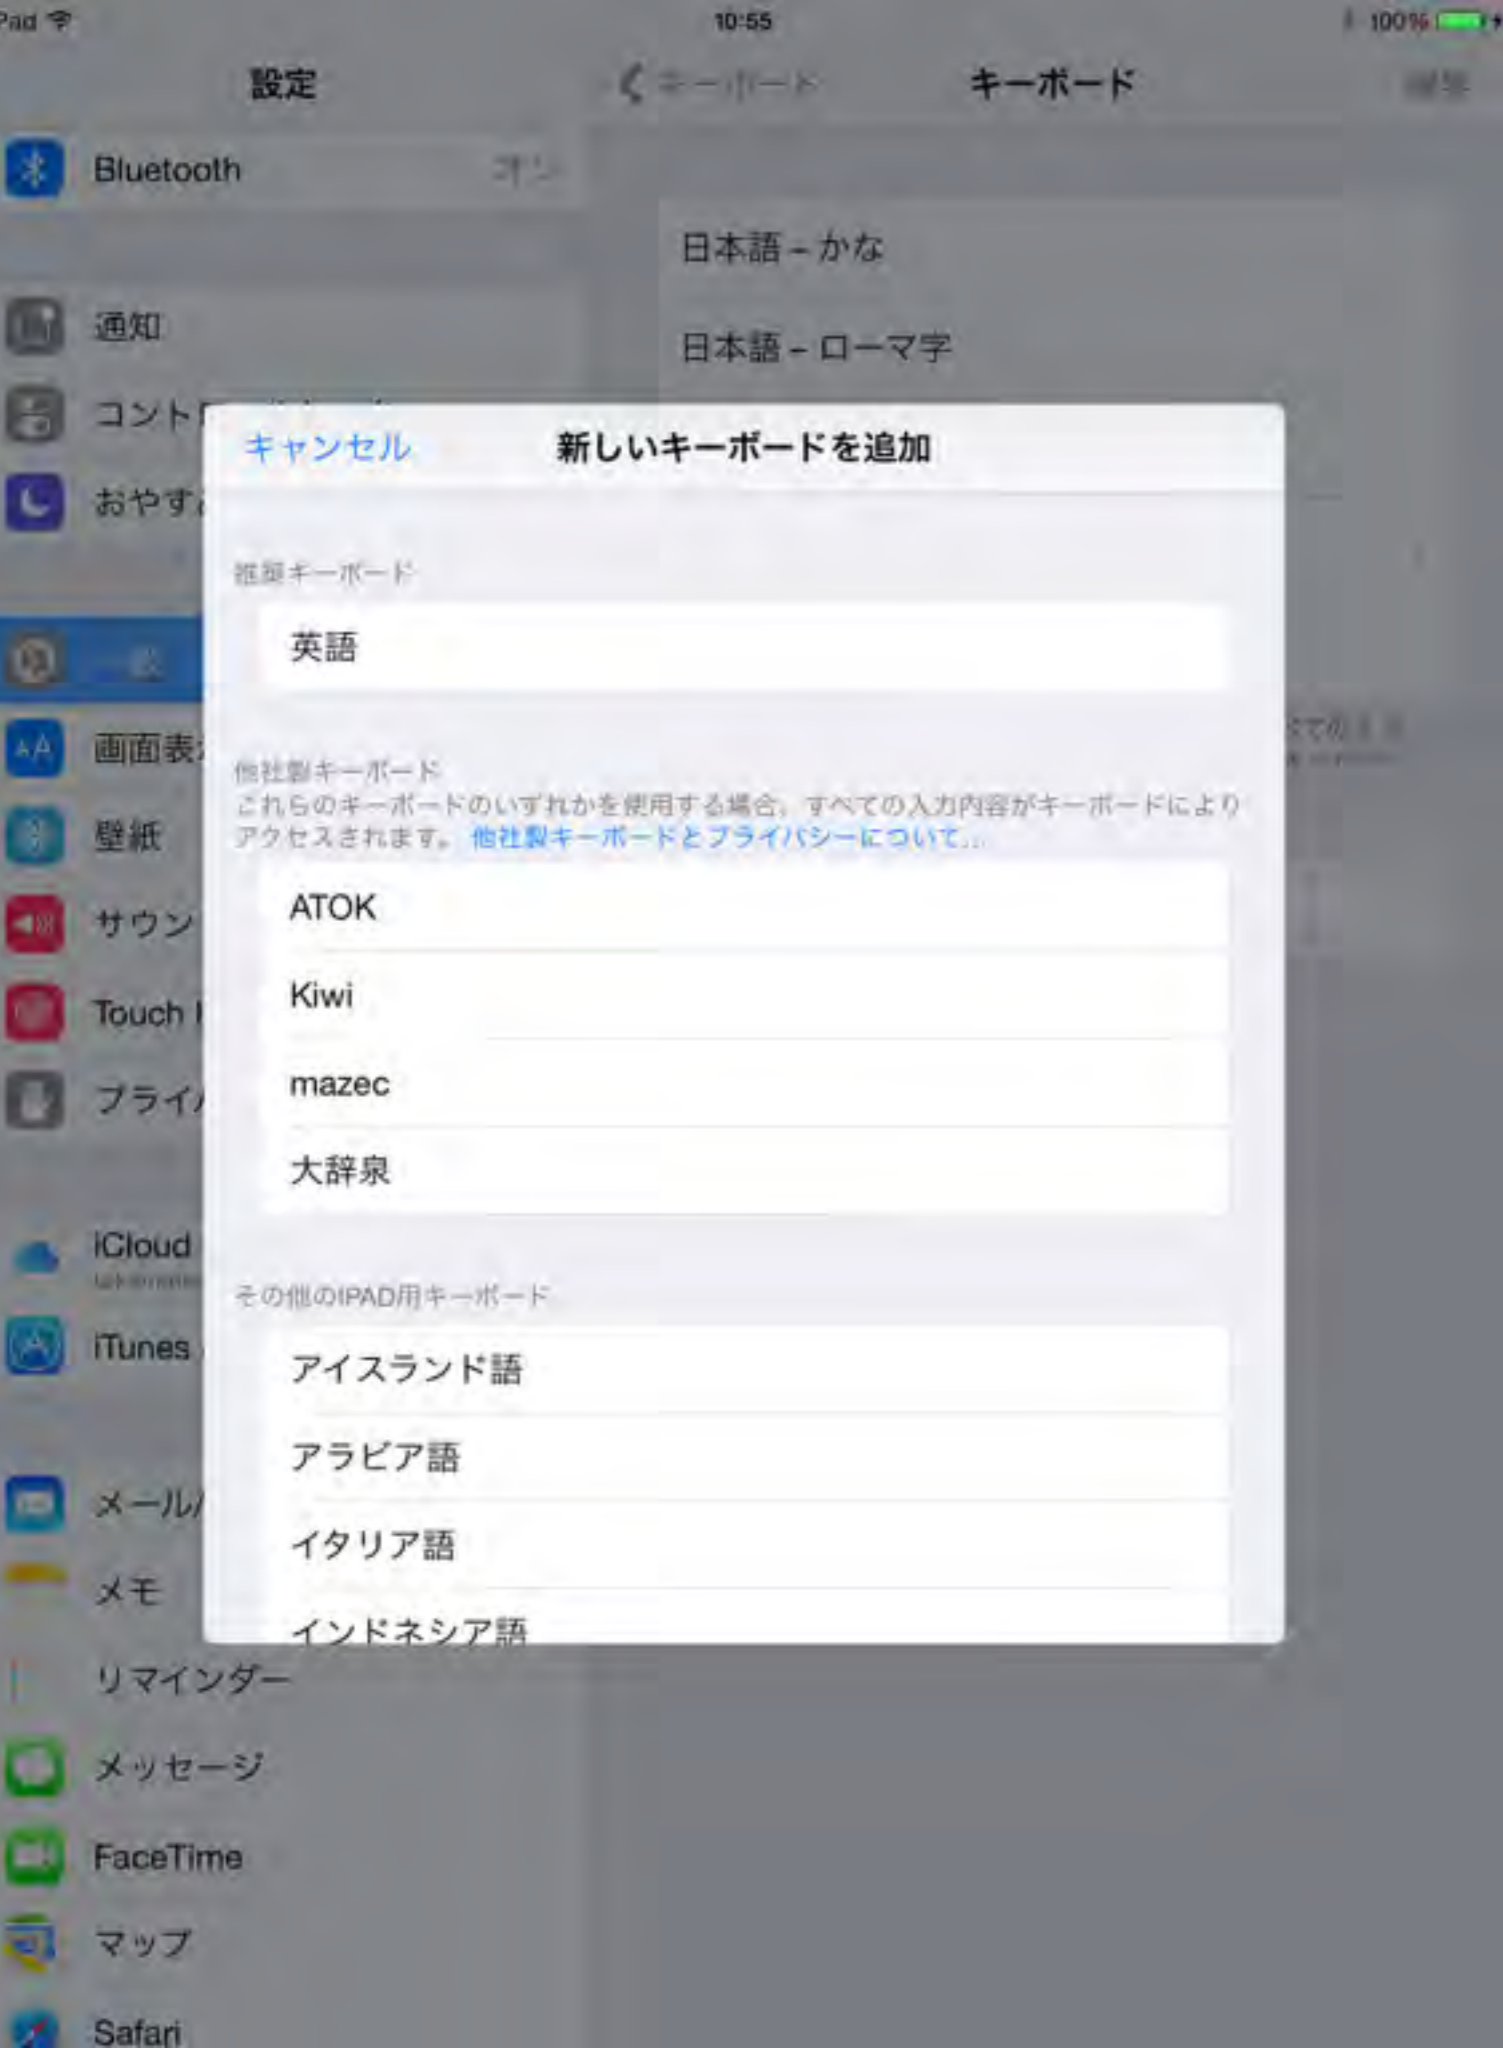 Pad
10:55
100%
設定
キーボード
キーボード
Bluetooth
オン
日本語 – かな
通知
日本語 – ローマ字
コント
おやす
キャンセル
新しいキーボードを追加
推奨キーボード
英語
一般
画面表
壁紙
サウン
Touch
プライ
他社製キーボード
これらのキーボードのいずれかを使用する場合、すべての入力内容がキーボードにより
アクセスされます。他社製キーボードとプライバシーについて...
ATOK
Kiwi
mazec
大辞泉
iCloud
iTunes
その他のIPAD用キーボード
アイスランド語
アラビア語
イタリア語
インドネシア語
メール/
メモ
リマインダー
メッセージ
FaceTime
マップ
Safari